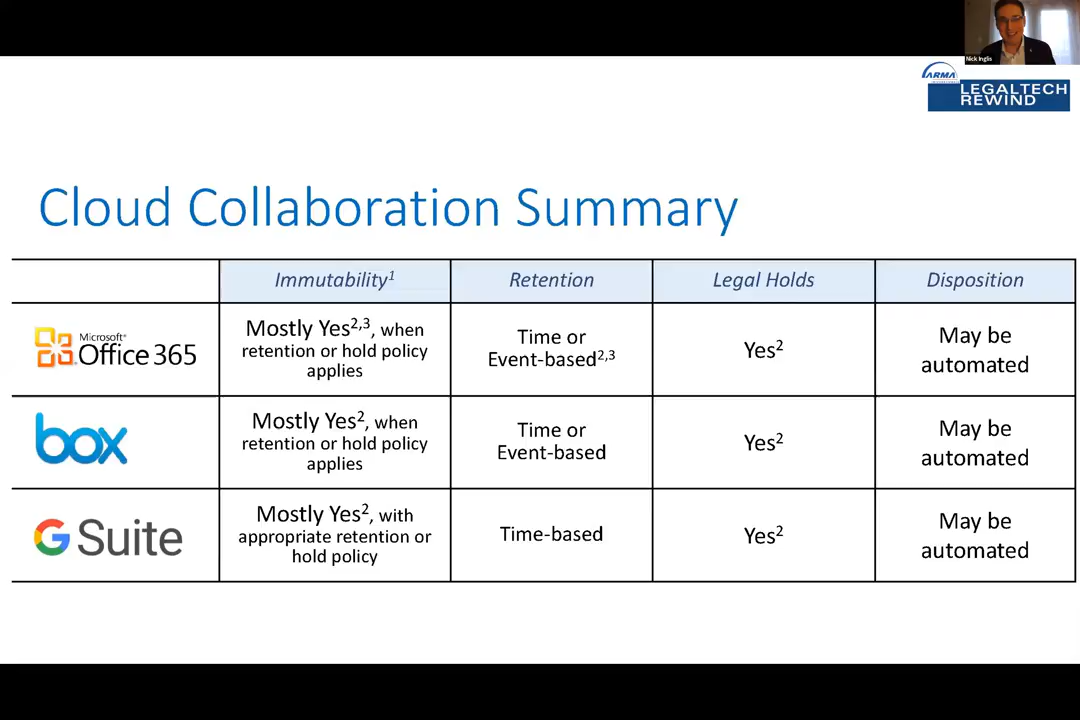 Nick Inglis
ARMA
LEGALTECH
REWIND
Cloud Collaboration Summary
Immutability¹
Retention
Legal Holds
Disposition
Microsoft®
Office 365
Mostly Yes²,³, when
retention or hold policy
applies
Time or
Event-based²,³
Yes²
May be
automated
box
Mostly Yes², when
retention or hold policy
applies
Time or
Event-based
Yes²
May be
automated
G Suite
Mostly Yes², with
appropriate retention or
hold policy
Time-based
Yes²
May be
automated